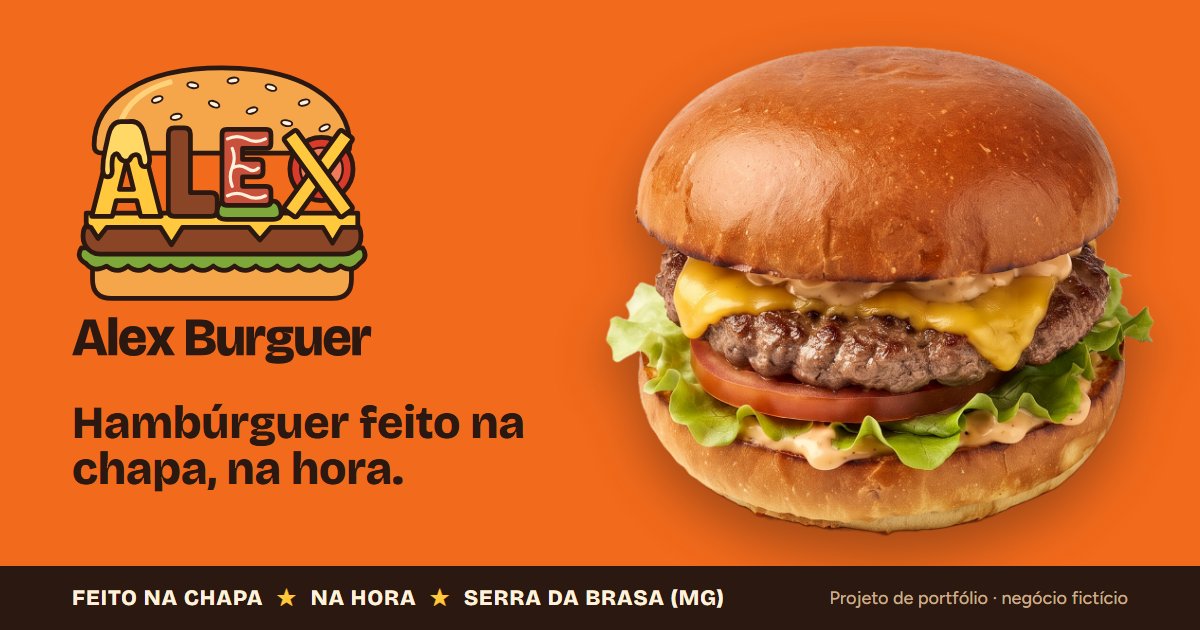 ALEX
Alex Burguer
Hambúrguer feito na
chapa, na hora.
FEITO NA CHAPA ★ NA HORA ★ SERRA DA BRASA (MG)
Projeto de portfólio · negócio fictício